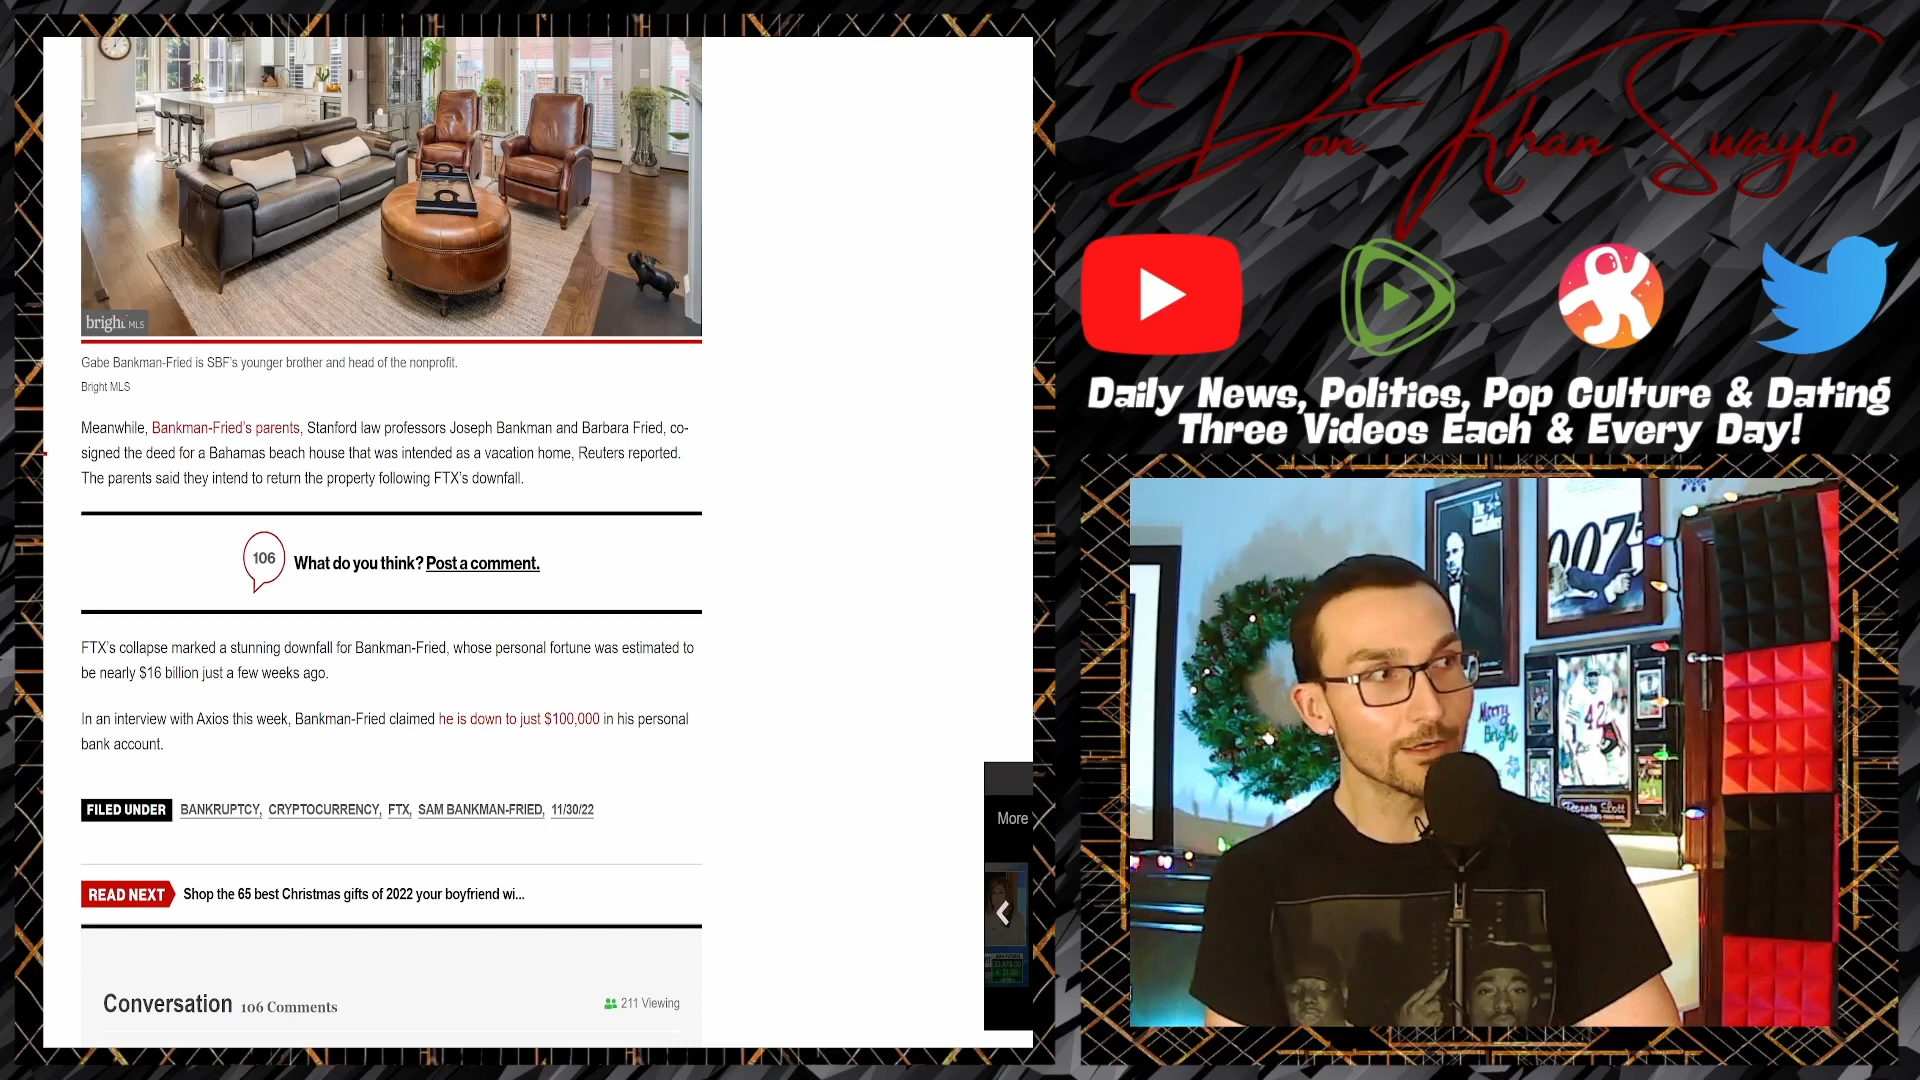 bright MLS
Gabe Bankman-Fried is SBF's younger brother and head of the nonprofit.
Bright MLS
Meanwhile, Bankman-Fried's parents, Stanford law professors Joseph Bankman and Barbara Fried, co-
signed the deed for a Bahamas beach house that was intended as a vacation home, Reuters reported.
The parents said they intend to return the property following FTX's downfall.
106
What do you think? Post a comment.
FTX's collapse marked a stunning downfall for Bankman-Fried, whose personal fortune was estimated to
be nearly $16 billion just a few weeks ago.
In an interview with Axios this week, Bankman-Fried claimed he is down to just $100,000 in his personal
bank account.
FILED UNDER BANKRUPTCY, CRYPTOCURRENCY, FTX, SAM BANKMAN-FRIED, 11/30/22
READ NEXT Shop the 65 best Christmas gifts of 2022 your boyfriend wi...
Conversation 106 Comments
211 Viewing
More
Don Khan Swaylo
Daily News, Politics, Pop Culture & Dating
Three Videos Each & Every Day!
007
Merry
Bright
42